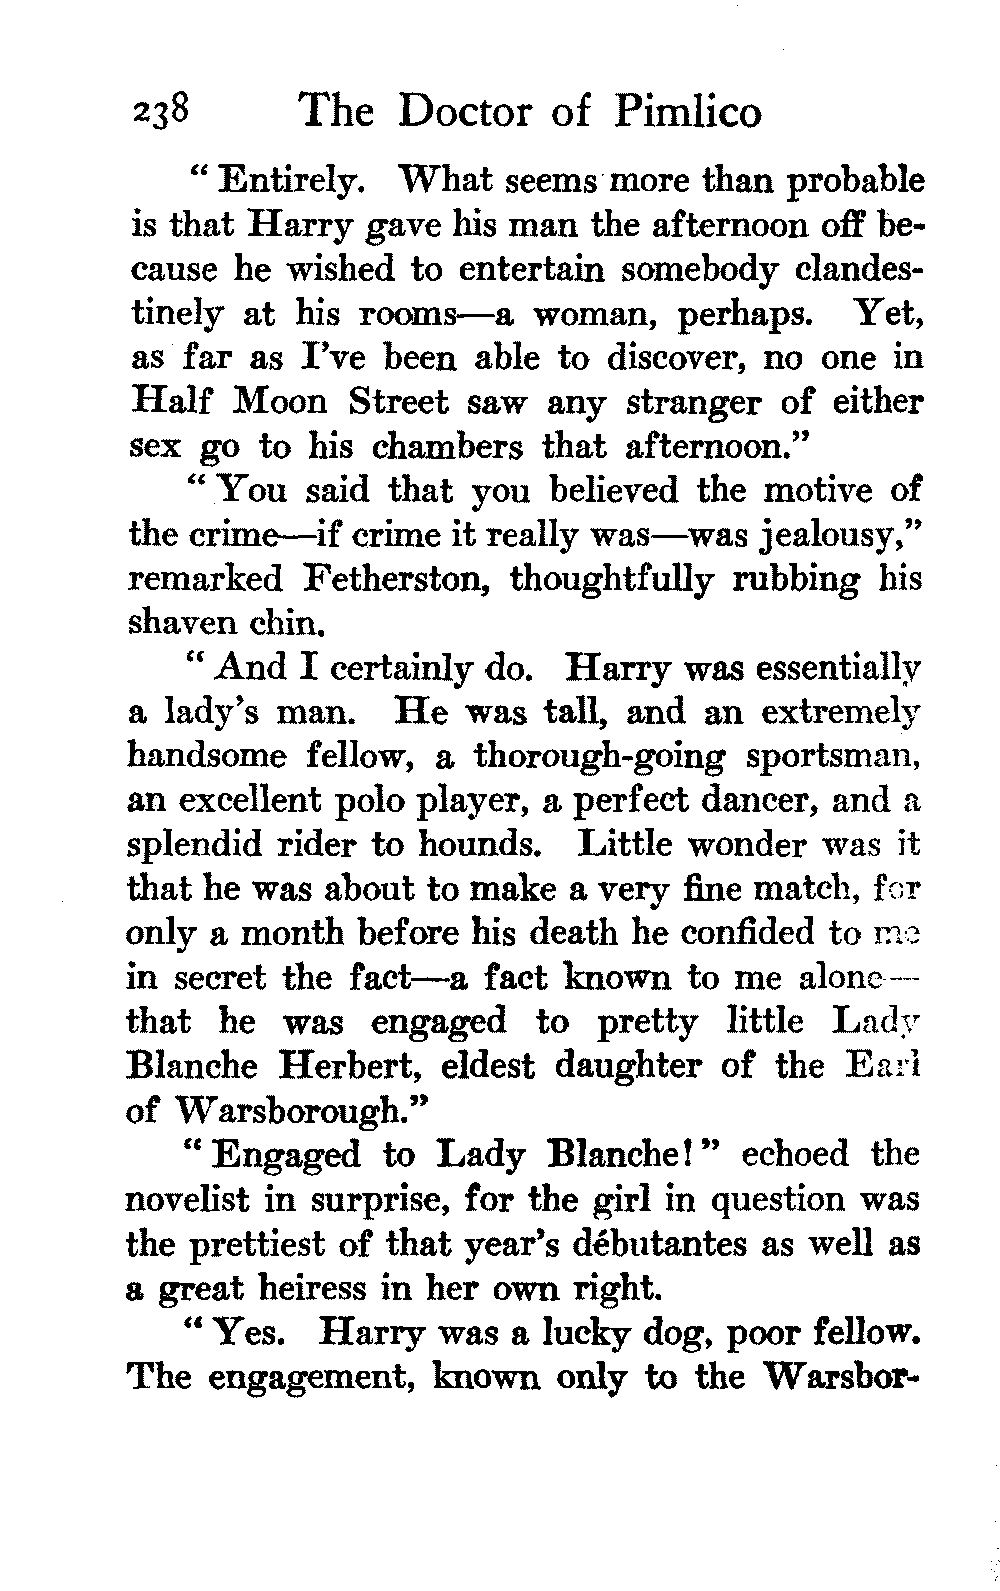 238 The Doctor of Pimlico
“ Entirely. What seems more than probable
is that Harry gave his man the afternoon off be-
cause he wished to entertain somebody clandes-
tinely at his rooms—a woman, perhaps. Yet,
as far as I’ve been able to discover, no one in
Half Moon Street saw any stranger of either
sex go to his chambers that afternoon.”
“ You said that you believed the motive of
the crime—if crime it really was—was jealousy,”
remarked Fetherston, thoughtfully rubbing his
shaven chin.
“ And I certainly do. Harry was essentially
a lady’s man. He was tall, and an extremely
handsome fellow, a thorough-going sportsman,
an excellent polo player, a perfect dancer, and a
splendid rider to hounds. Little wonder was it
that he was about to make a very fine match, for
only a month before his death he confided to me
in secret the fact—a fact known to me alone—
that he was engaged to pretty little Lady
Blanche Herbert, eldest daughter of the Earl
of Warsborough.”
“ Engaged to Lady Blanche! ” echoed the
novelist in surprise, for the girl in question was
the prettiest of that year’s débutantes as well as
a great heiress in her own right.
“ Yes. Harry was a lucky dog, poor fellow.
The engagement, known only to the Warsbor-